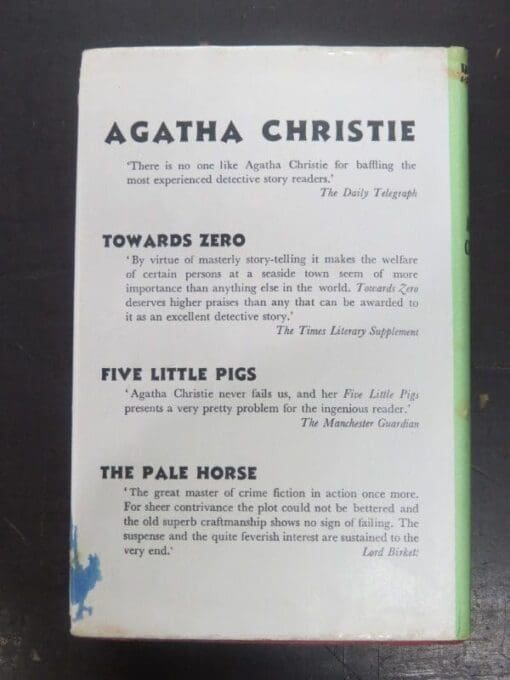 AGATHA CHRISTIE
'There is no one like Agatha Christie for baffling the
most experienced detective story readers.'
The Daily Telegraph
TOWARDS ZERO
'By virtue of masterly story-telling it makes the welfare
of certain persons at a seaside town seem of more
importance than anything else in the world. Towards Zero
deserves higher praises than any that can be awarded to
it as an excellent detective story.'
The Times Literary Supplement
FIVE LITTLE PIGS
'Agatha Christie never fails us, and her Five Little Pigs
presents a very pretty problem for the ingenious reader.'
The Manchester Guardian
THE PALE HORSE
'The great master of crime fiction in action once more.
For sheer contrivance the plot could not be bettered and
the old superb craftmanship shows no sign of failing. The
suspense and the quite feverish interest are sustained to the
very end.' Lord Birkett